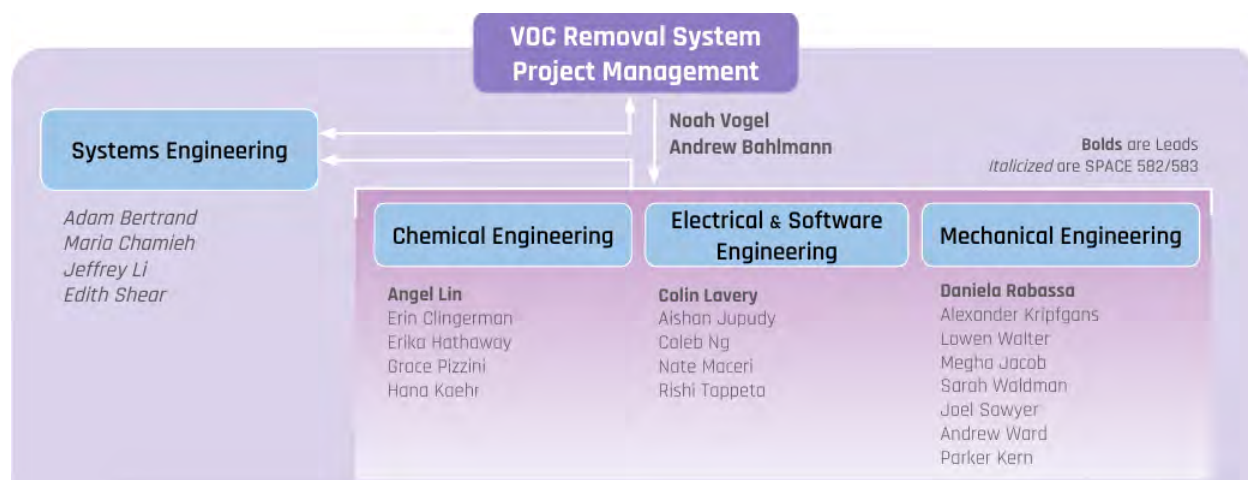 VOC Removal System
Project Management
Noah Vogel
Andrew Bahlmann
Bolds are Leads
Italicized are SPACE 582/583
Systems Engineering
Adam Bertrand
Maria Chamieh
Jeffrey Li
Edith Shear
Chemical Engineering
Angel Lin
Erin Clingerman
Erika Hathaway
Grace Pizzini
Hana Kaehr
Electrical & Software
Engineering
Colin Lavery
Aishan Jupudy
Caleb Ng
Nate Maceri
Rishi Tappeta
Mechanical Engineering
Daniela Rabassa
Alexander Kripfgans
Lowen Walter
Megha Jacob
Sarah Waldman
Joel Sawyer
Andrew Ward
Parker Kern